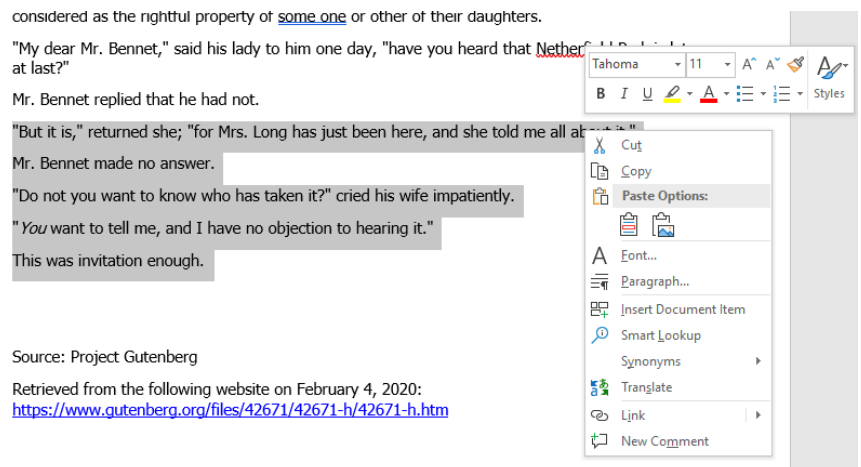 considered as the rightful property of some one or other of their daughters.
"My dear Mr. Bennet," said his lady to him one day, "have you heard that
at last?"
Mr. Bennet replied that he had not.
"But it is," returned she; "for Mrs. Long has just been here, and she told me all about it."
Mr. Bennet made no answer.
"Do not you want to know who has taken it?" cried his wife impatiently.
"You want to tell me, and I have no objection to hearing it."
This was invitation enough.
Source: Project Gutenberg
Retrieved from the following website on February 4, 2020:
https://www.gutenberg.org/files/42671/42671-h/42671-h.htm
Tahoma 11 A A A
B I U A Styles
Cut
Copy
Paste Options:
A Font...
Paragraph...
Insert Document Item
Smart Lookup
Synonyms
Translate
Link
New Comment